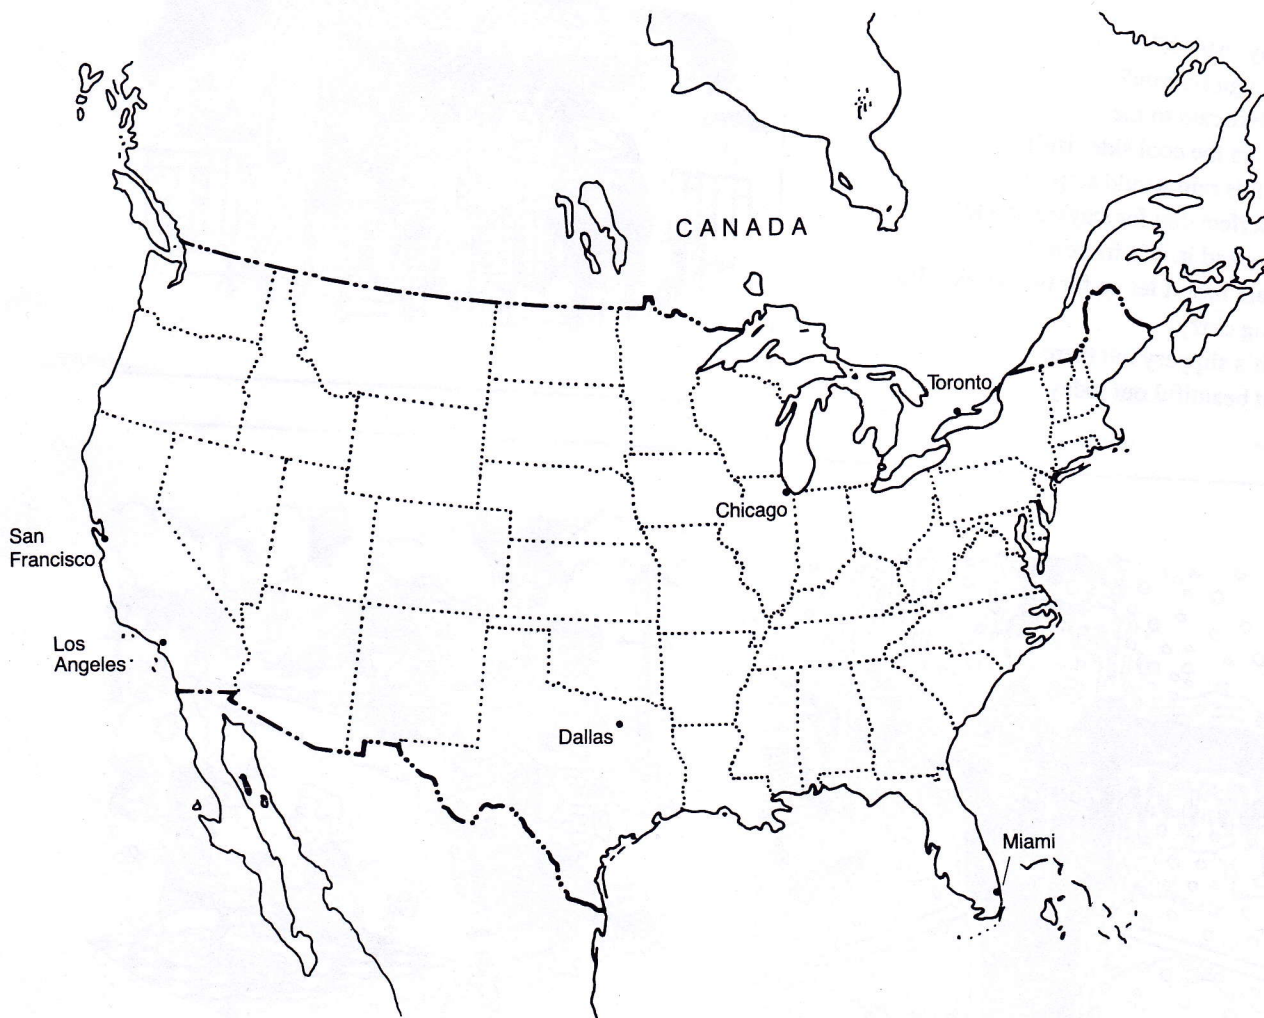 CANADA
Toronto
Chicago
San
Francisco
Los
Angeles
Dallas
Miami